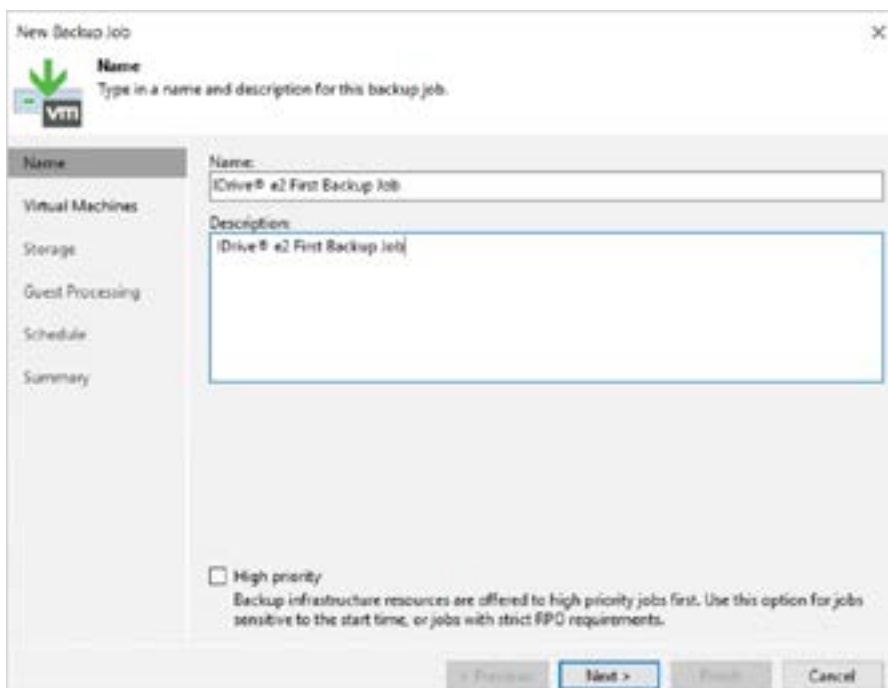 New Backup Job
Name
Type in a name and description for this backup job.
vm
Name
Virtual Machines
Storage
Guest Processing
Schedule
Summary
Name:
IDrive® e2 First Backup Job
Description:
IDrive® e2 First Backup Job
High priority
Backup infrastructure resources are offered to high priority jobs first. Use this option for jobs
sensitive to the start time, or jobs with strict RPO requirements.
< Previous
Next >
Finish
Cancel